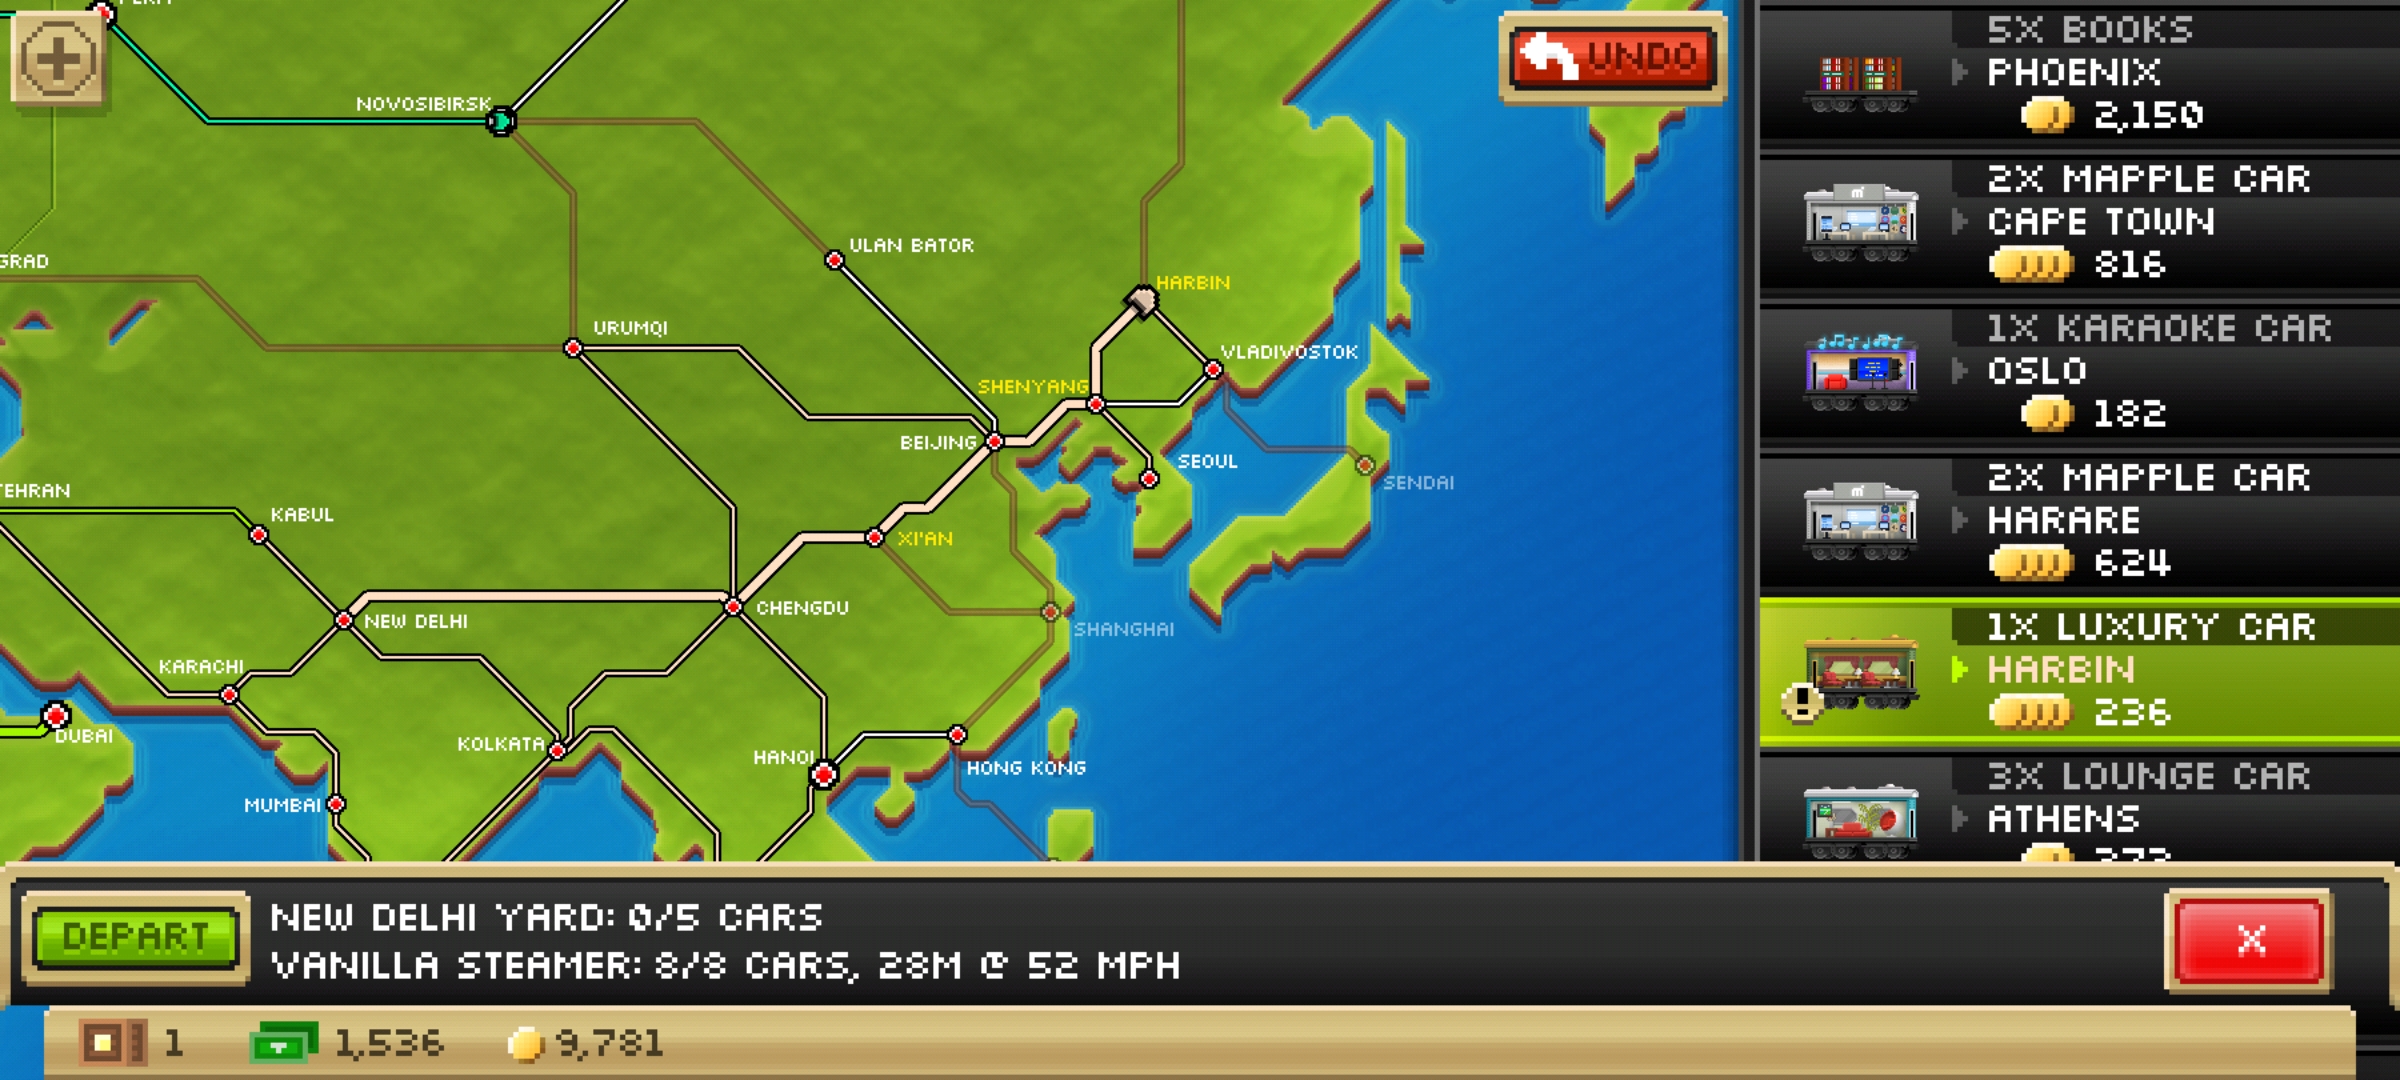 NOVOSIBIRSK
ULAN BATOR
HARBIN
URUMQI
VLADIVOSTOK
SHENYANG
BEIJING
SEOUL
SENDAI
KABUL
XI'AN
NEW DELHI
CHENGDU
SHANGHAI
KARACHI
DUBAI
KOLKATA
HANOI
HONG KONG
MUMBAI
UNDO
5X BOOKS
PHOENIX
2,150
2X MAPPLE CAR
CAPE TOWN
816
1X KARAOKE CAR
OSLO
182
2X MAPPLE CAR
HARARE
624
1X LUXURY CAR
HARBIN
236
3X LOUNGE CAR
ATHENS
DEPART
NEW DELHI YARD: 0/5 CARS
VANILLA STEAMER: 8/8 CARS, 28M @ 52 MPH
X
1
1,536
9,781